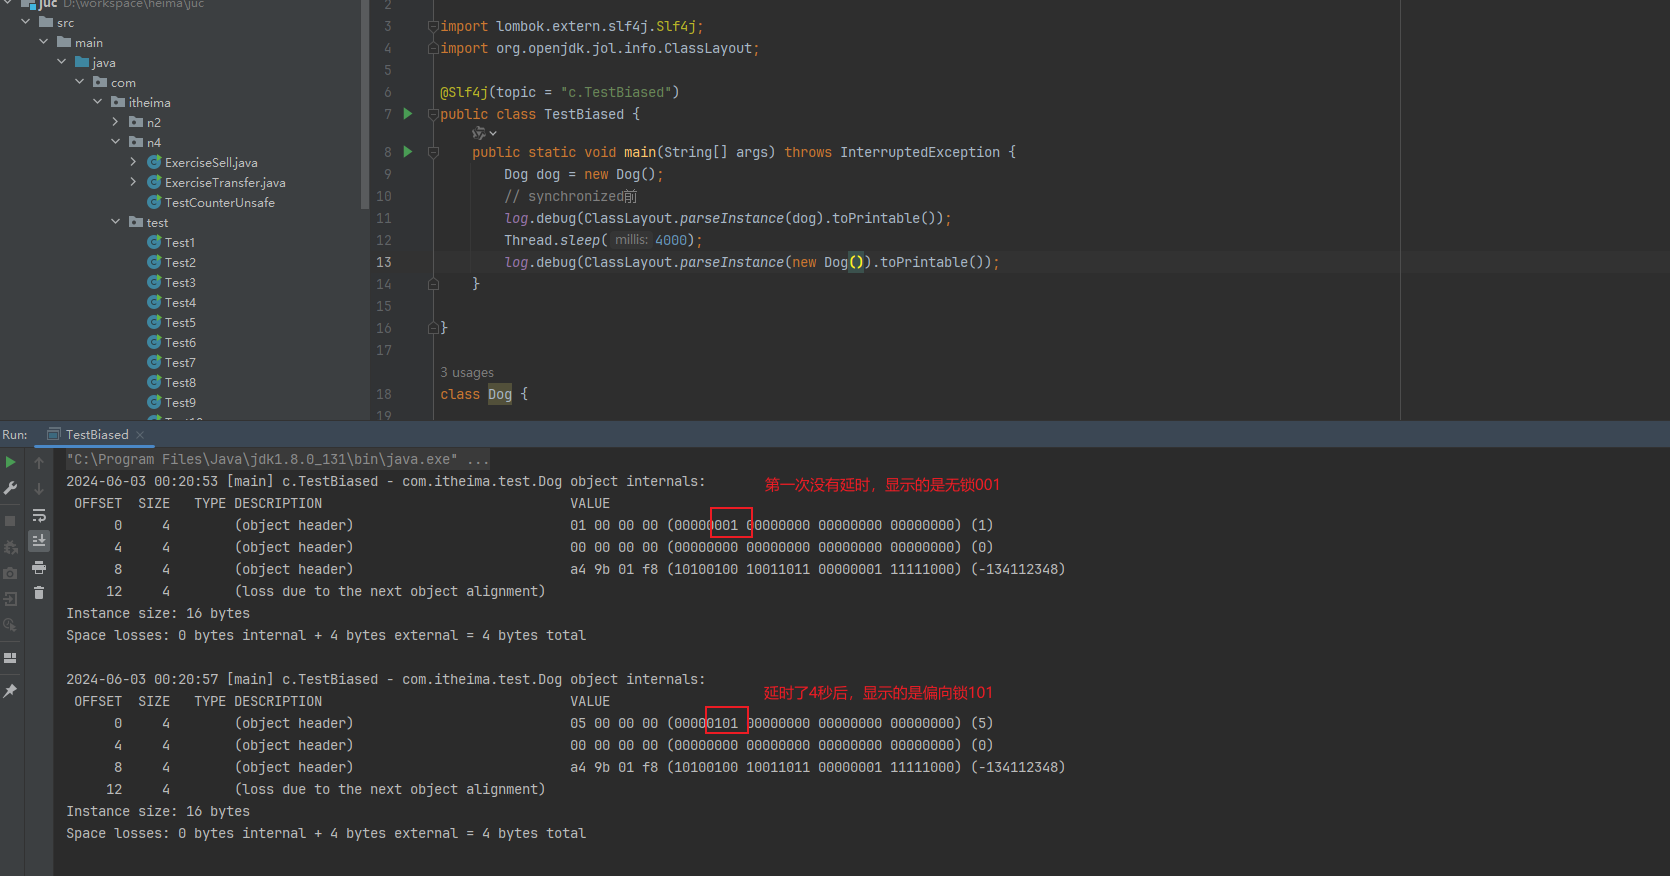 juc D:\workspace\heima\juc
src
main
java
com
itheima
n2
n4
ExerciseSell.java
ExerciseTransfer.java
TestCounterUnsafe
test
Test1
Test2
Test3
Test4
Test5
Test6
Test7
Test8
Test9
2
3 import lombok.extern.slf4j.Slf4j;
4 import org.openjdk.jol.info.ClassLayout;
5
6 @Slf4j(topic = "c.TestBiased")
7 public class TestBiased {
8 public static void main(String[] args) throws InterruptedException {
9 Dog dog = new Dog();
10 // synchronized前
11 log.debug(ClassLayout.parseInstance(dog).toPrintable());
12 Thread.sleep( millis: 4000);
13 log.debug(ClassLayout.parseInstance(new Dog()).toPrintable());
14 }
15
16 }
17
3 usages
18 class Dog {
19
Run: TestBiased
"C:\Program Files\Java\jdk1.8.0_131\bin\java.exe" ...
2024-06-03 00:20:53 [main] c.TestBiased - com.itheima.test.Dog object internals:
第一次没有延时，显示的是无锁001
OFFSET SIZE TYPE DESCRIPTION VALUE
0 4 (object header) 01 00 00 00 (00000001 00000000 00000000 00000000) (1)
4 4 (object header) 00 00 00 00 (00000000 00000000 00000000 00000000) (0)
8 4 (object header) a4 9b 01 f8 (10100100 10011011 00000001 11111000) (-134112348)
12 4 (loss due to the next object alignment)
Instance size: 16 bytes
Space losses: 0 bytes internal + 4 bytes external = 4 bytes total
2024-06-03 00:20:57 [main] c.TestBiased - com.itheima.test.Dog object internals:
延时了4秒后，显示的是偏向锁101
OFFSET SIZE TYPE DESCRIPTION VALUE
0 4 (object header) 05 00 00 00 (00000101 00000000 00000000 00000000) (5)
4 4 (object header) 00 00 00 00 (00000000 00000000 00000000 00000000) (0)
8 4 (object header) a4 9b 01 f8 (10100100 10011011 00000001 11111000) (-134112348)
12 4 (loss due to the next object alignment)
Instance size: 16 bytes
Space losses: 0 bytes internal + 4 bytes external = 4 bytes total